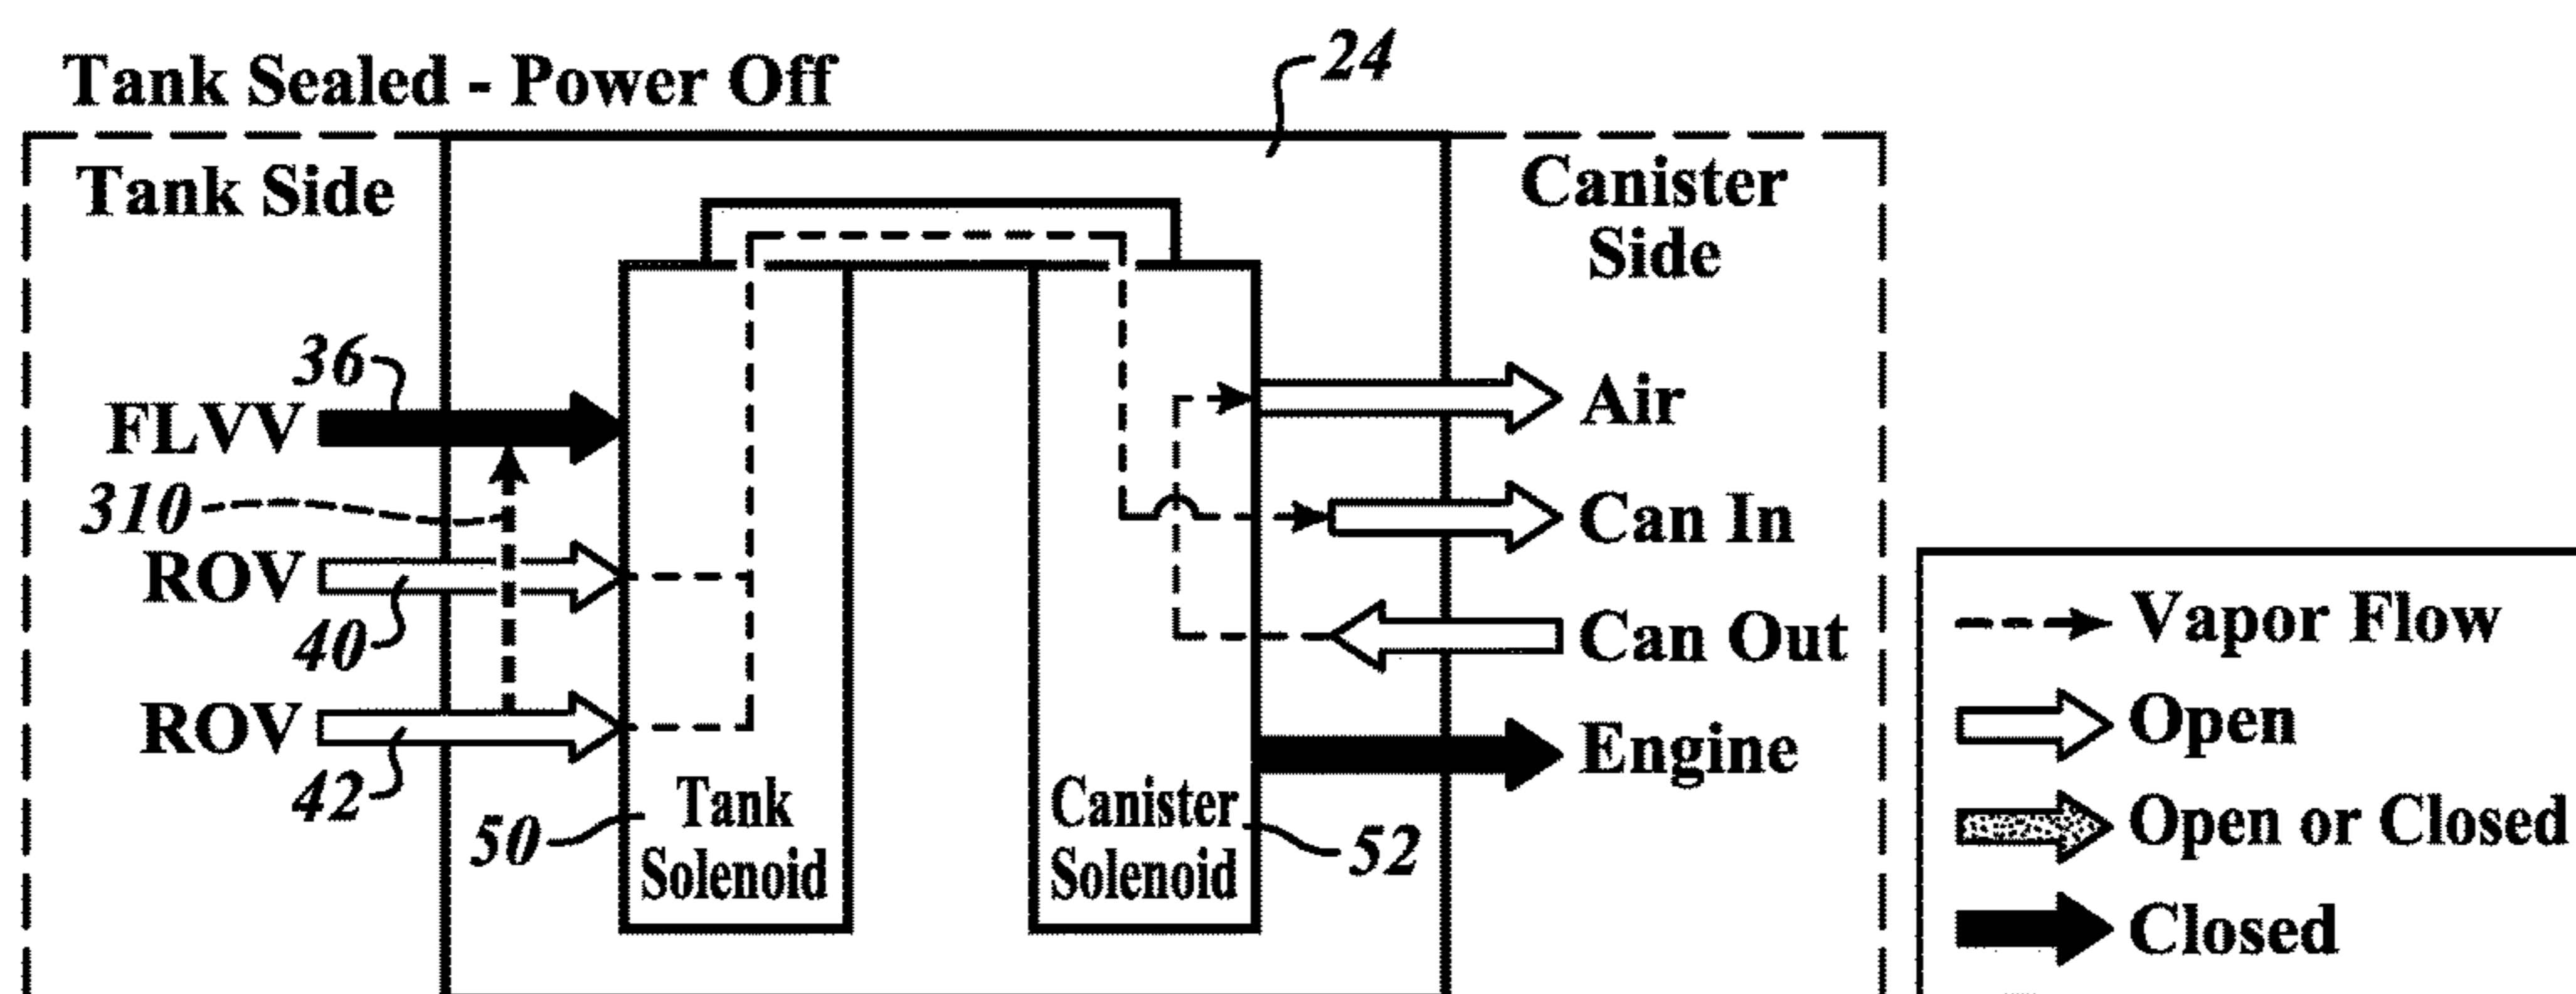 Tank Sealed - Power Off
24
Tank Side
Canister
Side
36
FLVV
310
ROV
40
ROV
42
50
Tank
Solenoid
Canister
Solenoid
52
Air
Can In
Can Out
Engine
Vapor Flow
Open
Open or Closed
Closed